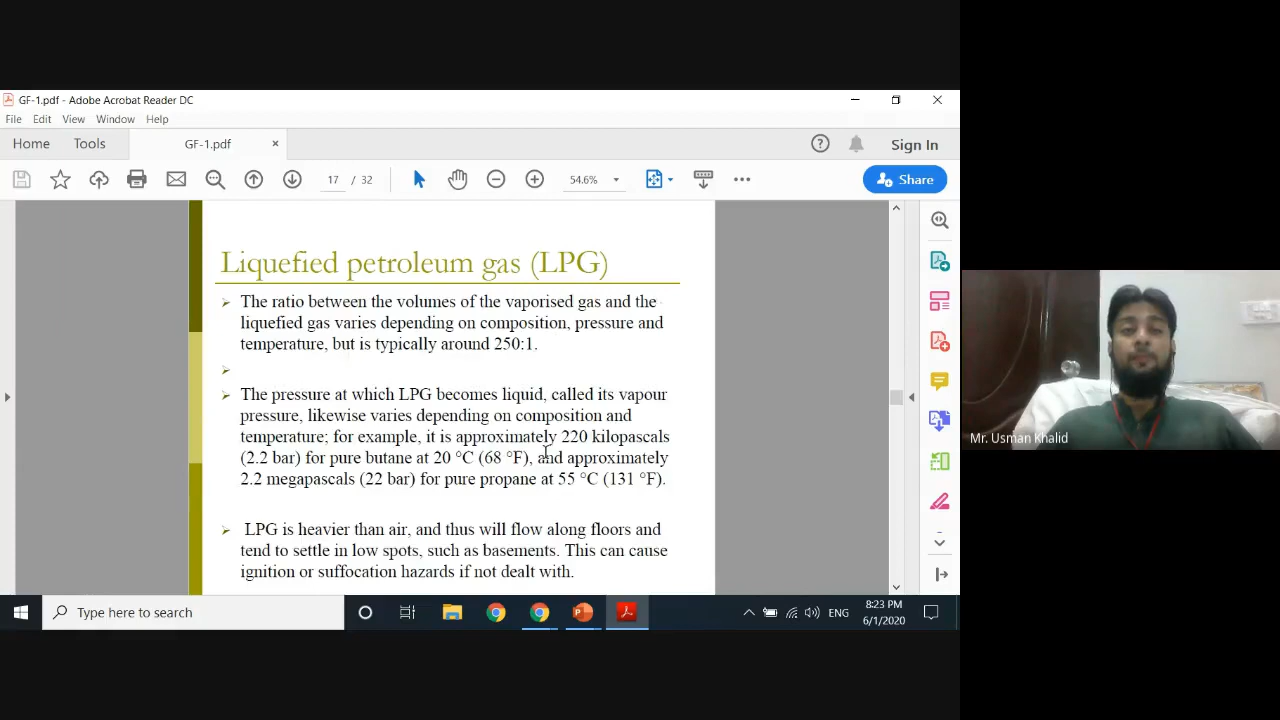 GF-1.pdf - Adobe Acrobat Reader DC
File Edit View Window Help
Home Tools GF-1.pdf × Sign In
17 / 32 54.6% Share
Liquefied petroleum gas (LPG)
The ratio between the volumes of the vaporised gas and the
liquefied gas varies depending on composition, pressure and
temperature, but is typically around 250:1.
The pressure at which LPG becomes liquid, called its vapour
pressure, likewise varies depending on composition and
temperature; for example, it is approximately 220 kilopascals
(2.2 bar) for pure butane at 20 °C (68 °F), and approximately
2.2 megapascals (22 bar) for pure propane at 55 °C (131 °F).
LPG is heavier than air, and thus will flow along floors and
tend to settle in low spots, such as basements. This can cause
ignition or suffocation hazards if not dealt with.
Mr. Usman Khalid
Type here to search
ENG
8:23 PM
6/1/2020